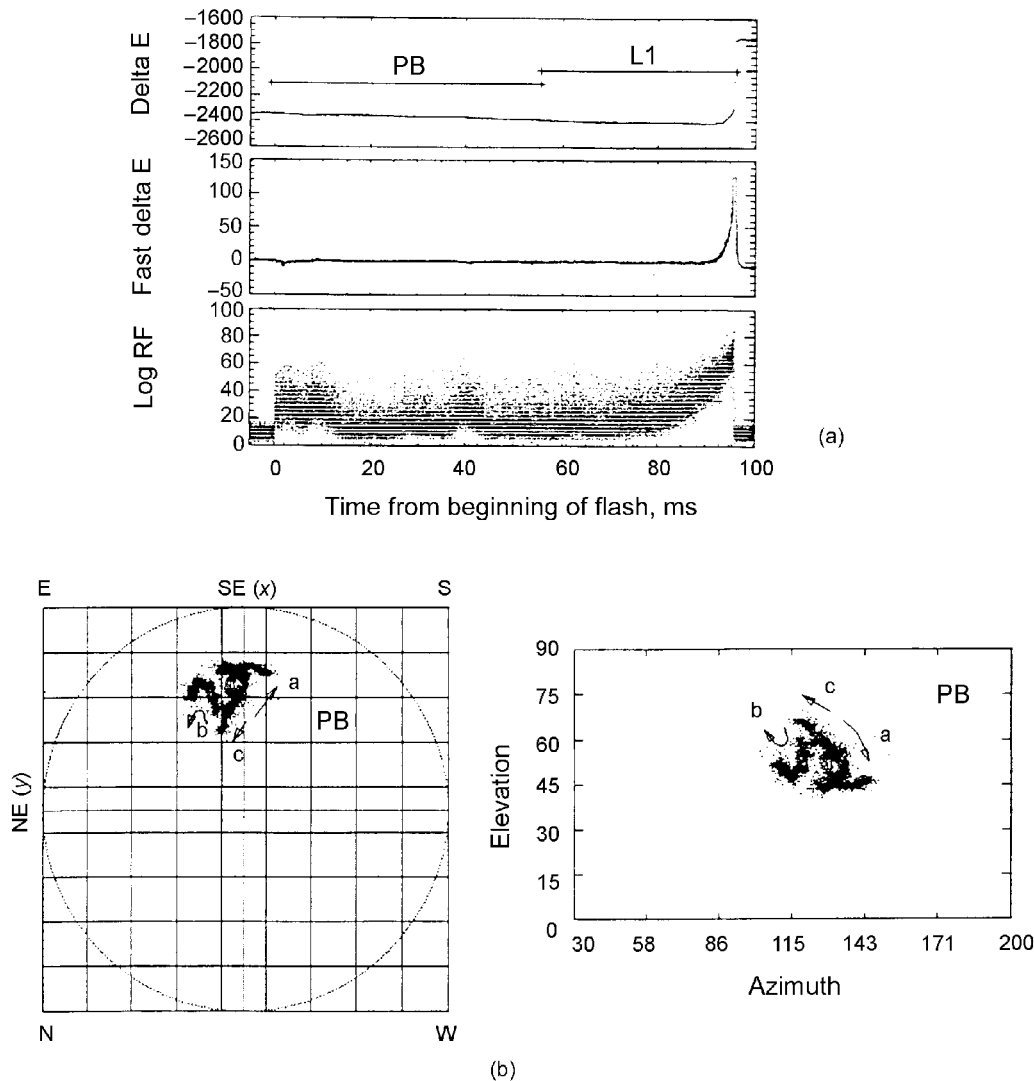 Delta E
−1600
−1800
−2000
−2200
−2400
−2600
PB
L1
Fast delta E
150
100
50
0
−50
Log RF
100
80
60
40
20
0
0 20 40 60 80 100
Time from beginning of flash, ms
(a)
E SE (x) S
NE (y)
a
b
c
PB
N W
Elevation
90
75
60
45
30
15
0
PB
c
b
a
30 58 86 115 143 171 200
Azimuth
(b)